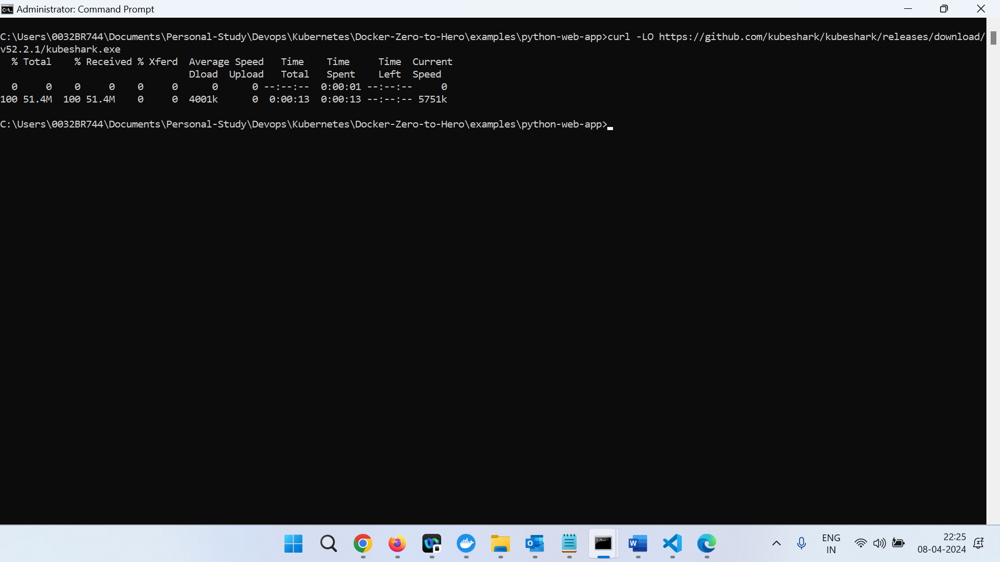 Administrator: Command Prompt
C:\Users\0032BR744\Documents\Personal-Study\Devops\Kubernetes\Docker-Zero-to-Hero\examples\python-web-app>curl -LO https://github.com/kubeshark/kubeshark/releases/download/
v52.2.1/kubeshark.exe
  % Total    % Received % Xferd  Average Speed   Time    Time     Time  Current
                                 Dload  Upload   Total   Spent    Left  Speed
  0     0    0     0    0     0      0      0 --:--:--  0:00:01 --:--:--     0
100 51.4M  100 51.4M    0     0  4001k      0  0:00:13  0:00:13 --:--:-- 5751k
C:\Users\0032BR744\Documents\Personal-Study\Devops\Kubernetes\Docker-Zero-to-Hero\examples\python-web-app>
ENG
IN
22:25
08-04-2024